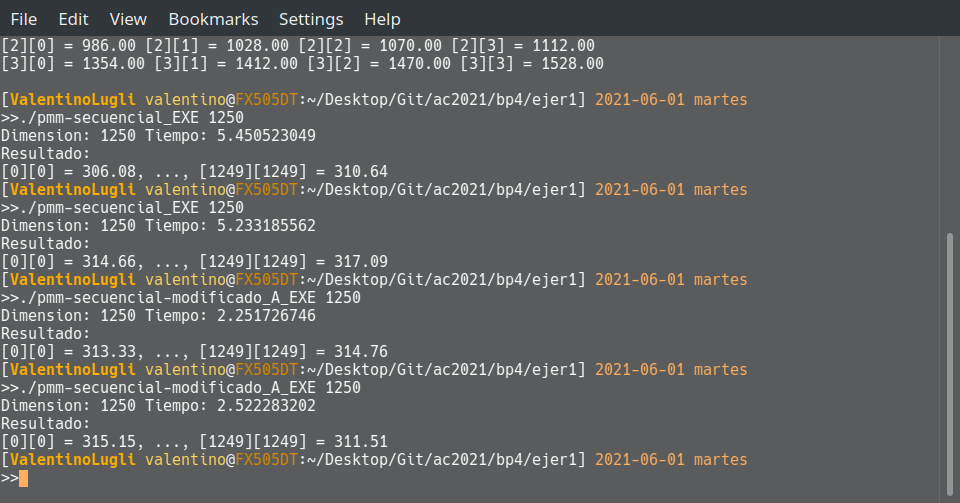 File Edit View Bookmarks Settings Help
[2][0] = 986.00 [2][1] = 1028.00 [2][2] = 1070.00 [2][3] = 1112.00
[3][0] = 1354.00 [3][1] = 1412.00 [3][2] = 1470.00 [3][3] = 1528.00
[ValentinoLugli valentino@FX505DT:~/Desktop/Git/ac2021/bp4/ejer1] 2021-06-01 martes
>>./pmm-secuencial_EXE 1250
Dimension: 1250 Tiempo: 5.450523049
Resultado:
[0][0] = 306.08, ..., [1249][1249] = 310.64
[ValentinoLugli valentino@FX505DT:~/Desktop/Git/ac2021/bp4/ejer1] 2021-06-01 martes
>>./pmm-secuencial_EXE 1250
Dimension: 1250 Tiempo: 5.233185562
Resultado:
[0][0] = 314.66, ..., [1249][1249] = 317.09
[ValentinoLugli valentino@FX505DT:~/Desktop/Git/ac2021/bp4/ejer1] 2021-06-01 martes
>>./pmm-secuencial-modificado_A_EXE 1250
Dimension: 1250 Tiempo: 2.251726746
Resultado:
[0][0] = 313.33, ..., [1249][1249] = 314.76
[ValentinoLugli valentino@FX505DT:~/Desktop/Git/ac2021/bp4/ejer1] 2021-06-01 martes
>>./pmm-secuencial-modificado_A_EXE 1250
Dimension: 1250 Tiempo: 2.522283202
Resultado:
[0][0] = 315.15, ..., [1249][1249] = 311.51
[ValentinoLugli valentino@FX505DT:~/Desktop/Git/ac2021/bp4/ejer1] 2021-06-01 martes
>>